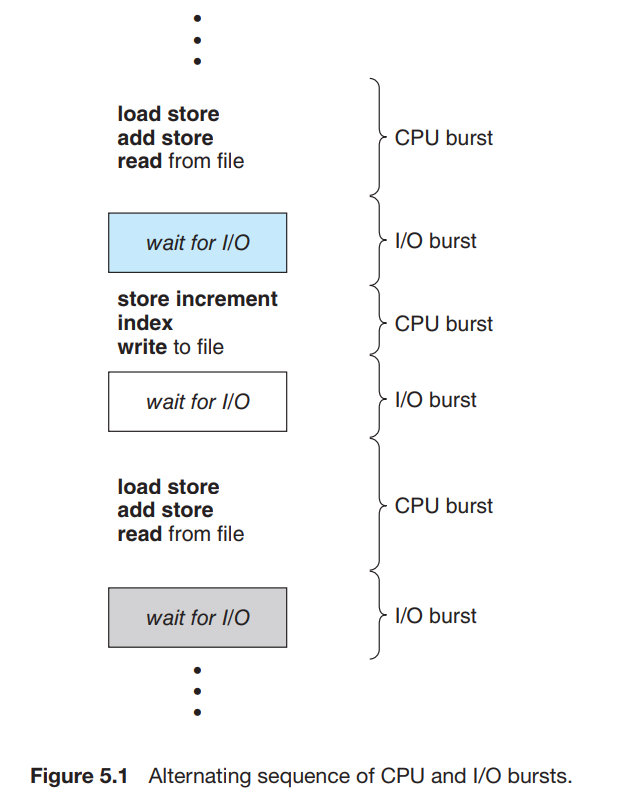 load store
add store
read from file
CPU burst
wait for I/O
I/O burst
store increment
index
write to file
CPU burst
wait for I/O
I/O burst
load store
add store
read from file
CPU burst
wait for I/O
I/O burst
Figure 5.1 Alternating sequence of CPU and I/O bursts.